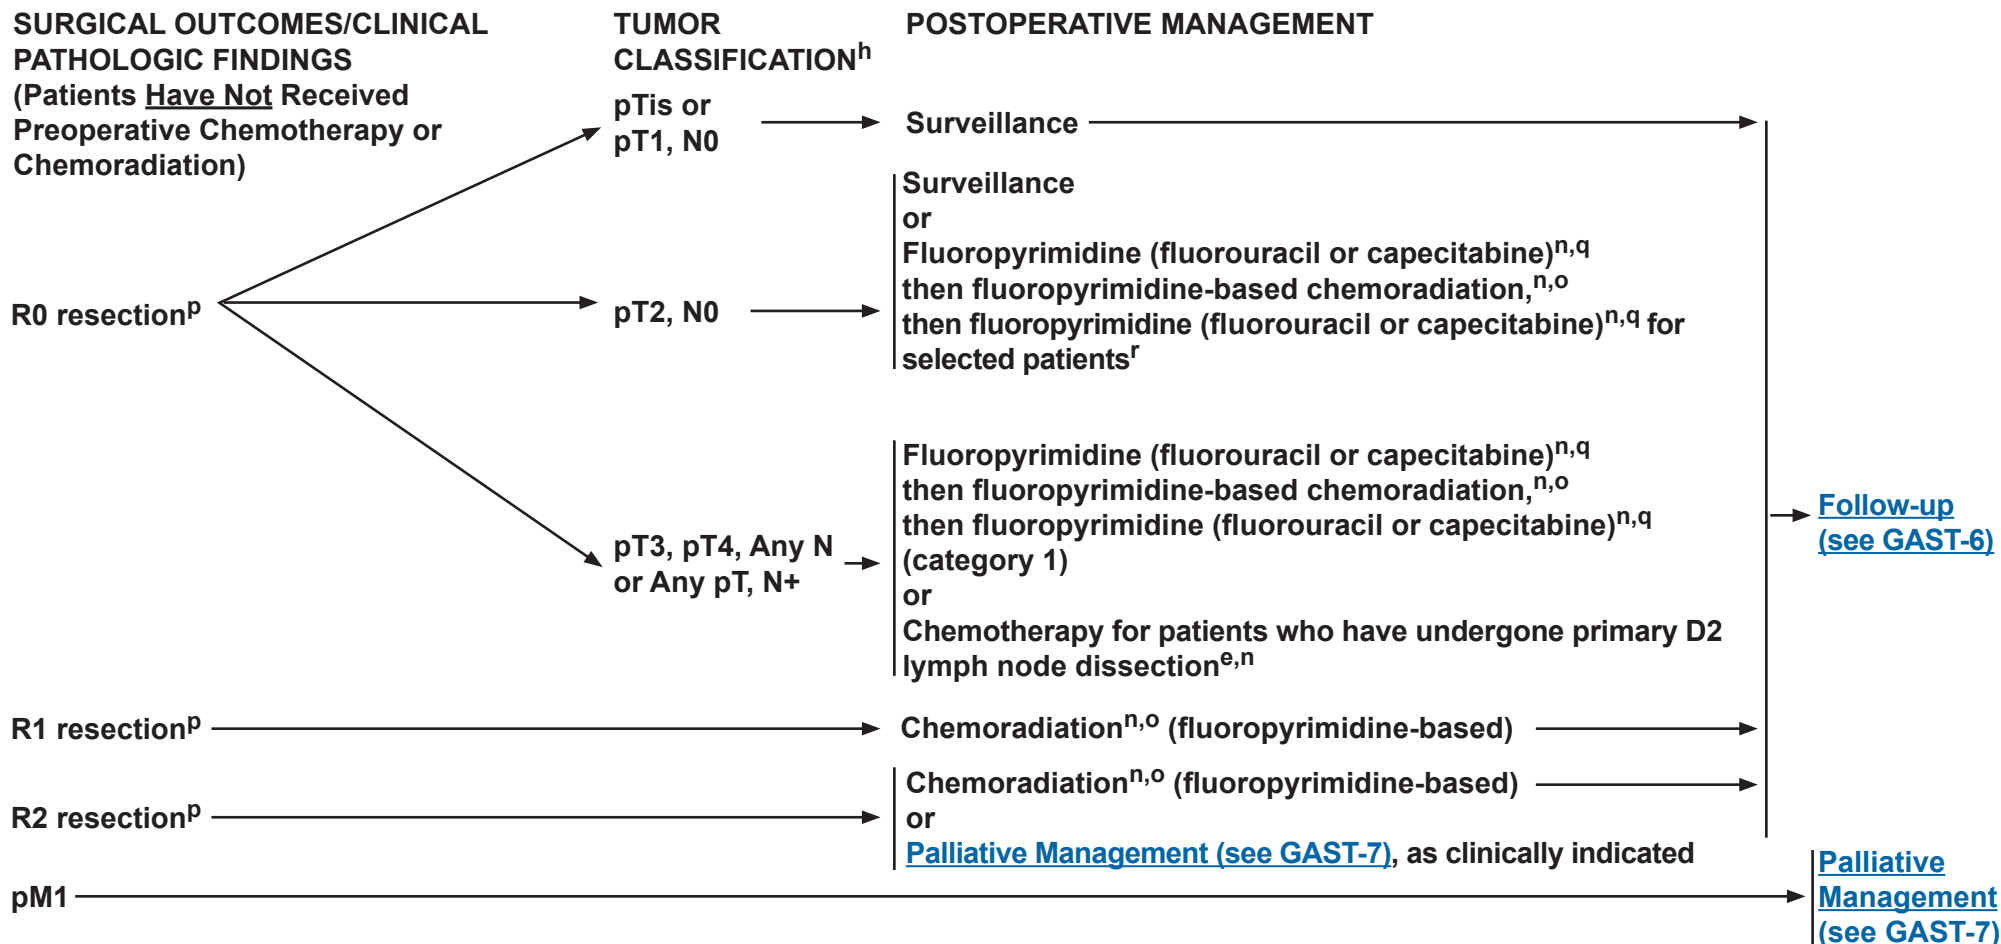 SURGICAL OUTCOMES/CLINICAL
PATHOLOGIC FINDINGS
(Patients Have Not Received
Preoperative Chemotherapy or
Chemoradiation)
TUMOR
CLASSIFICATIONh
POSTOPERATIVE MANAGEMENT
pTis or
pT1, N0
Surveillance
R0 resectionp
pT2, N0
Surveillance
or
Fluoropyrimidine (fluorouracil or capecitabine)n,q
then fluoropyrimidine-based chemoradiation,n,o
then fluoropyrimidine (fluorouracil or capecitabine)n,q for
selected patientsr
pT3, pT4, Any N
or Any pT, N+
Fluoropyrimidine (fluorouracil or capecitabine)n,q
then fluoropyrimidine-based chemoradiation,n,o
then fluoropyrimidine (fluorouracil or capecitabine)n,q
(category 1)
or
Chemotherapy for patients who have undergone primary D2
lymph node dissectione,n
Follow-up
(see GAST-6)
R1 resectionp
Chemoradiationn,o (fluoropyrimidine-based)
R2 resectionp
Chemoradiationn,o (fluoropyrimidine-based)
or
Palliative Management (see GAST-7), as clinically indicated
pM1
Palliative
Management
(see GAST-7)